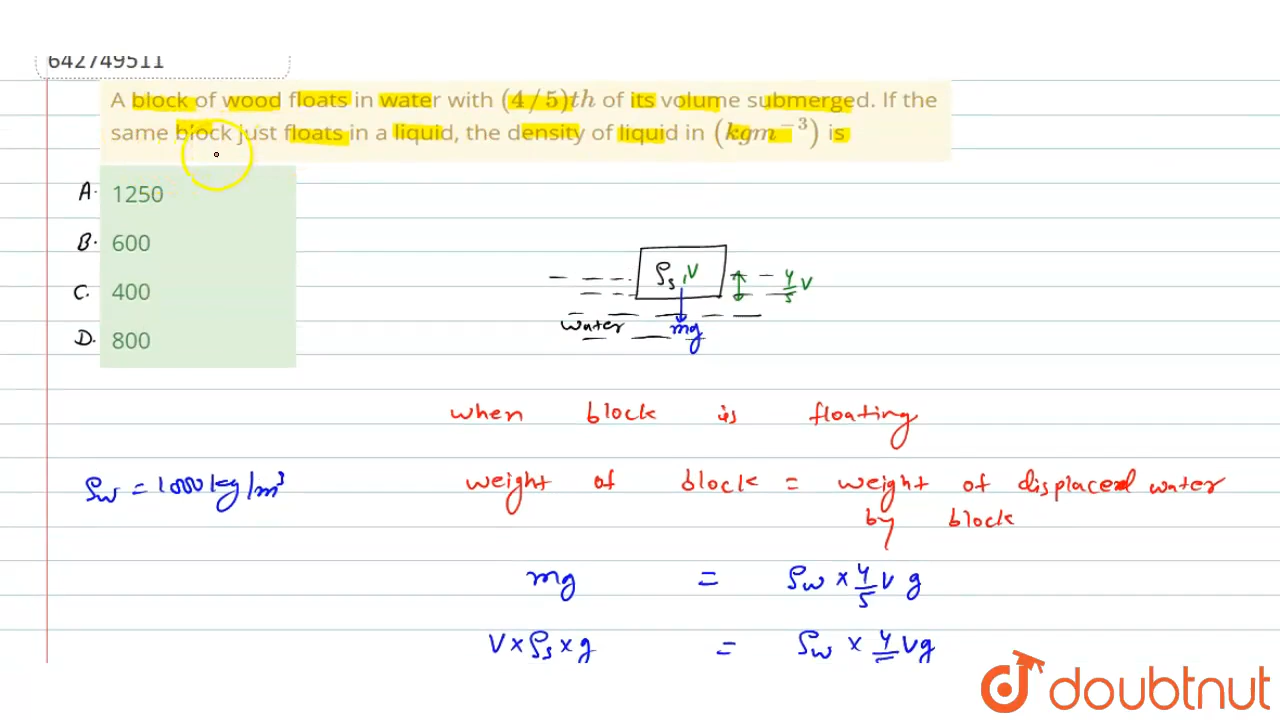 642749511
A block of wood floats in water with (4/5)th of its volume submerged. If the
same block just floats in a liquid, the density of liquid in (kgm⁻³) is
A. 1250
B. 600
C. 400
D. 800
ρs, V
4/5 V
water
mg
when block is floating
ρw = 1000 kg/m³
weight of block = weight of displaced water
by block
mg = ρw × 4/5 V g
V × ρs × g = ρw × 4/5 Vg
doubtnut